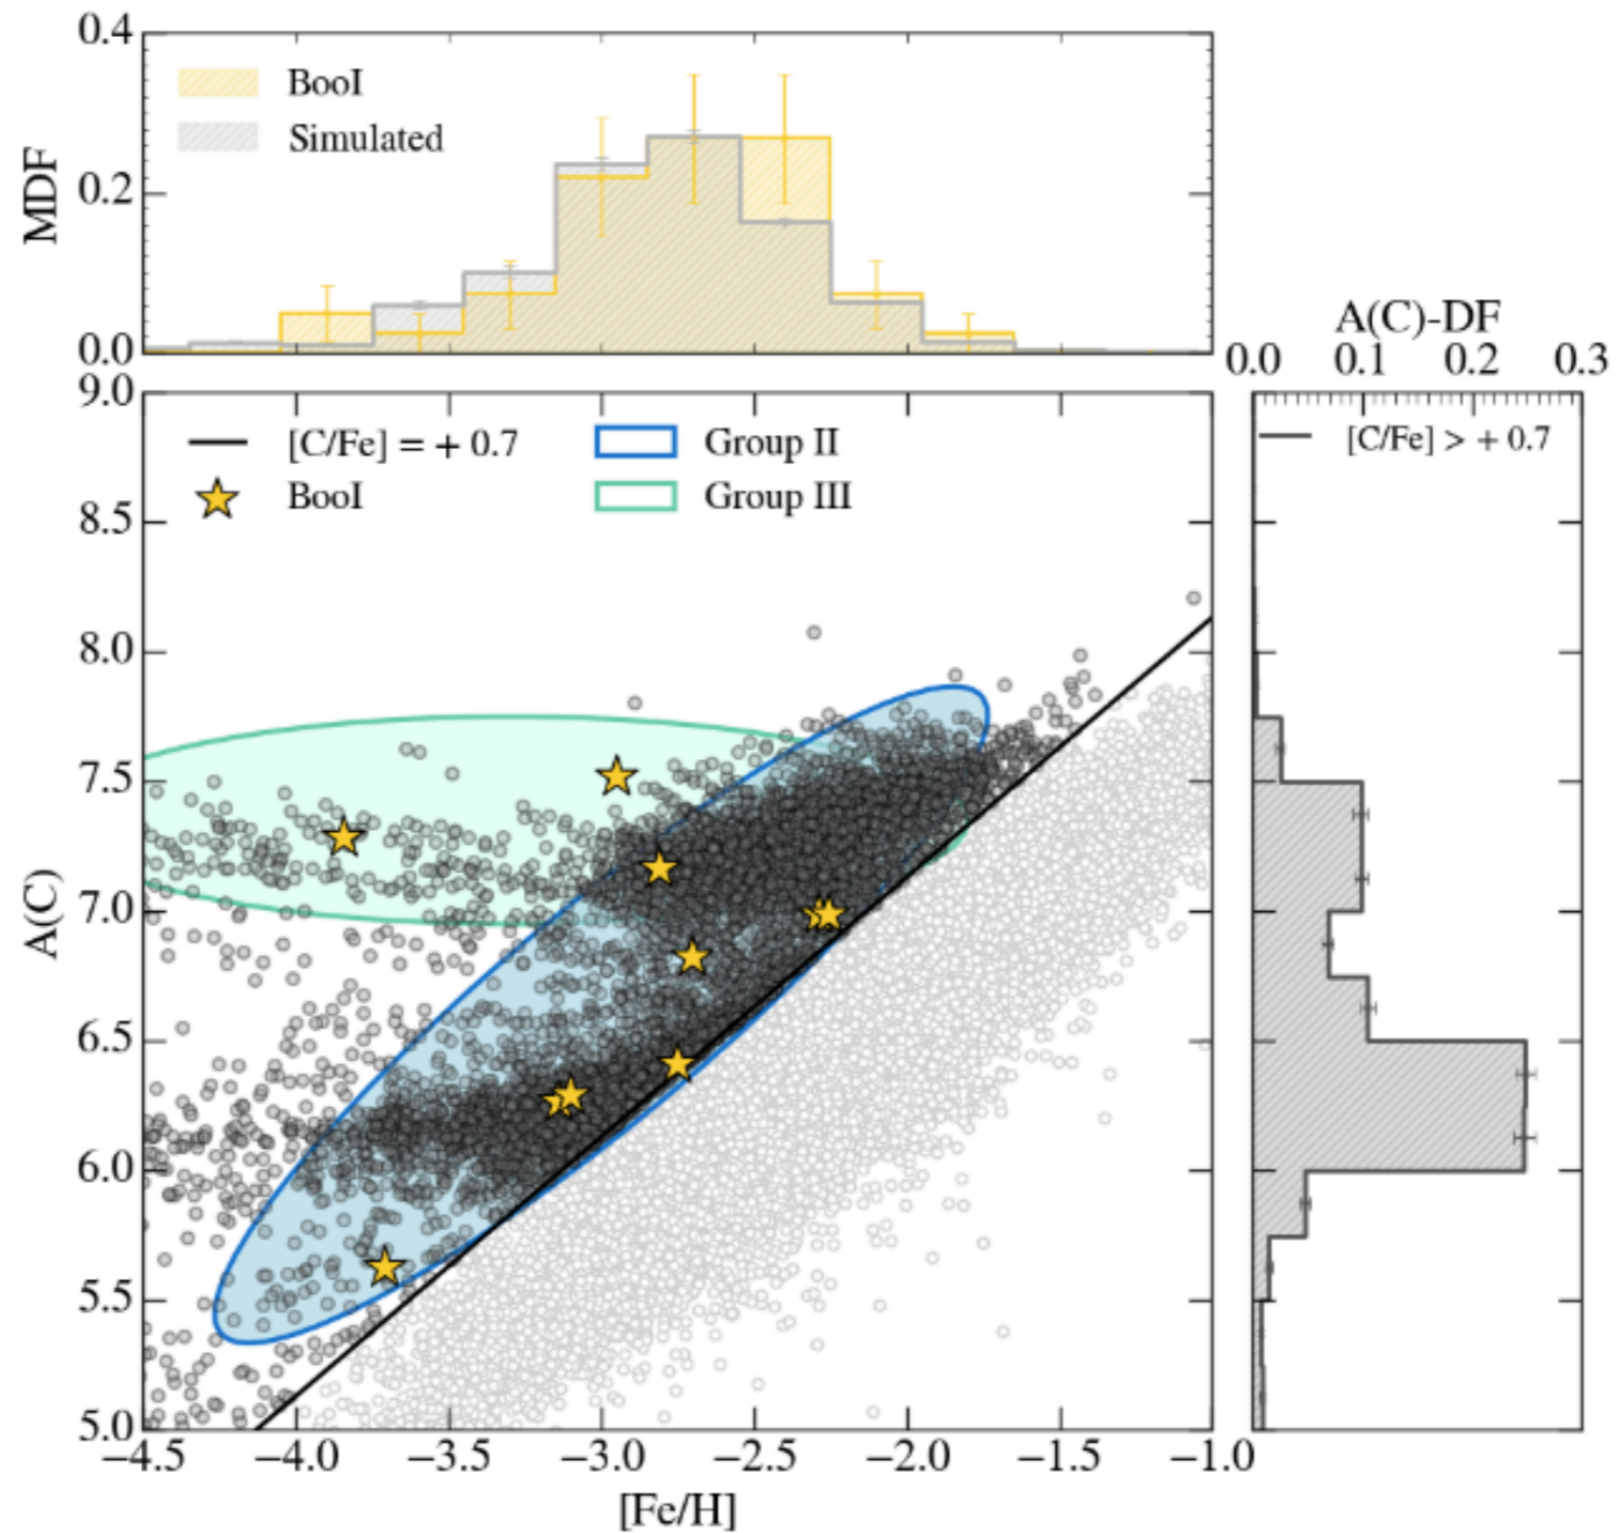 0.4
BooI
Simulated
MDF
0.2
0.0
A(C)-DF
0.0 0.1 0.2 0.3
9.0
[C/Fe] = + 0.7 Group II
BooI Group III
[C/Fe] > + 0.7
8.5
8.0
7.5
7.0
A(C)
6.5
6.0
5.5
5.0
−4.5 −4.0 −3.5 −3.0 −2.5 −2.0 −1.5 −1.0
[Fe/H]